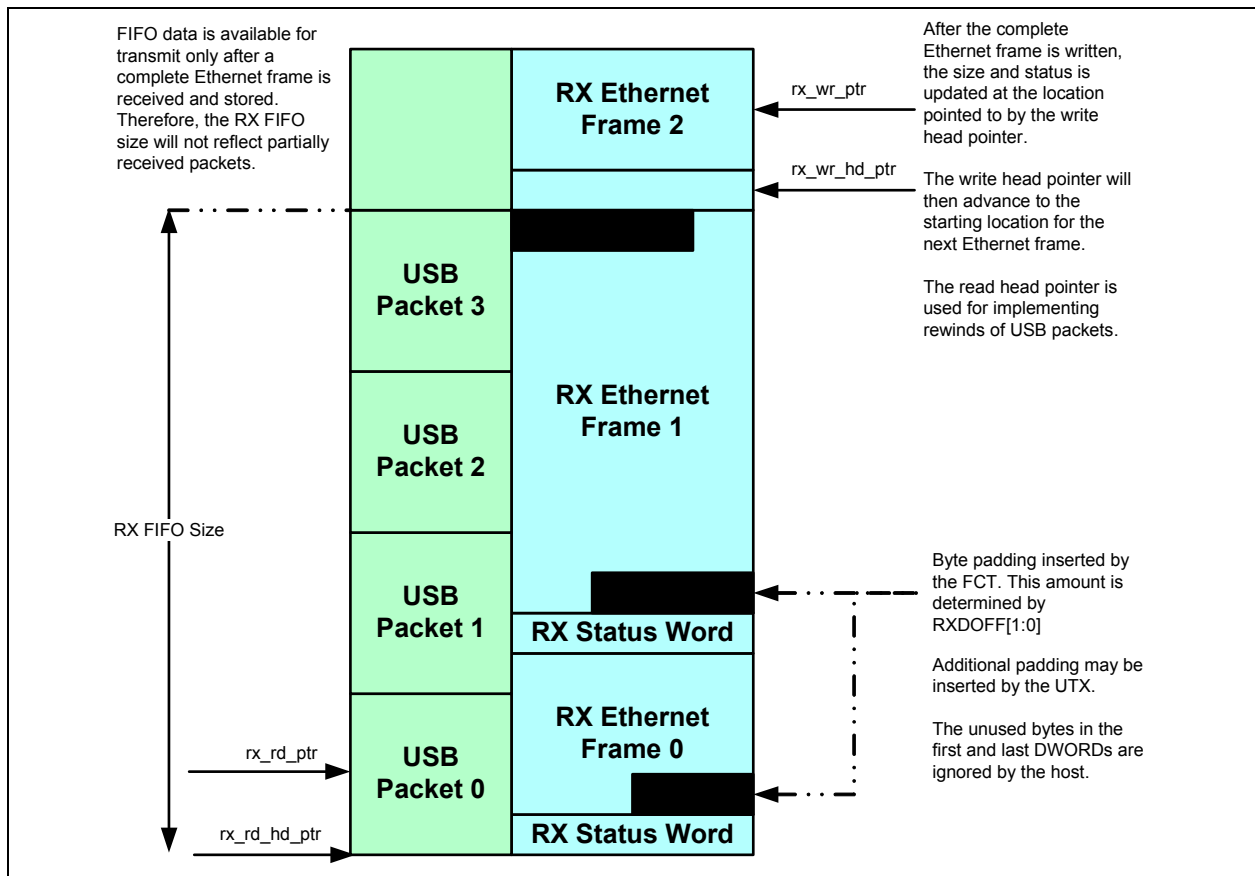 FIFO data is available for
transmit only after a
complete Ethernet frame is
received and stored.
Therefore, the RX FIFO
size will not reflect partially
received packets.
RX Ethernet
Frame 2
rx_wr_ptr
After the complete
Ethernet frame is written,
the size and status is
updated at the location
pointed to by the write
head pointer.
rx_wr_hd_ptr
The write head pointer will
then advance to the
starting location for the
next Ethernet frame.
The read head pointer is
used for implementing
rewinds of USB packets.
USB
Packet 3
RX Ethernet
Frame 1
USB
Packet 2
RX FIFO Size
USB
Packet 1
RX Status Word
Byte padding inserted by
the FCT. This amount is
determined by
RXDOFF[1:0]
Additional padding may be
inserted by the UTX.
The unused bytes in the
first and last DWORDs are
ignored by the host.
RX Ethernet
Frame 0
rx_rd_ptr
USB
Packet 0
RX Status Word
rx_rd_hd_ptr